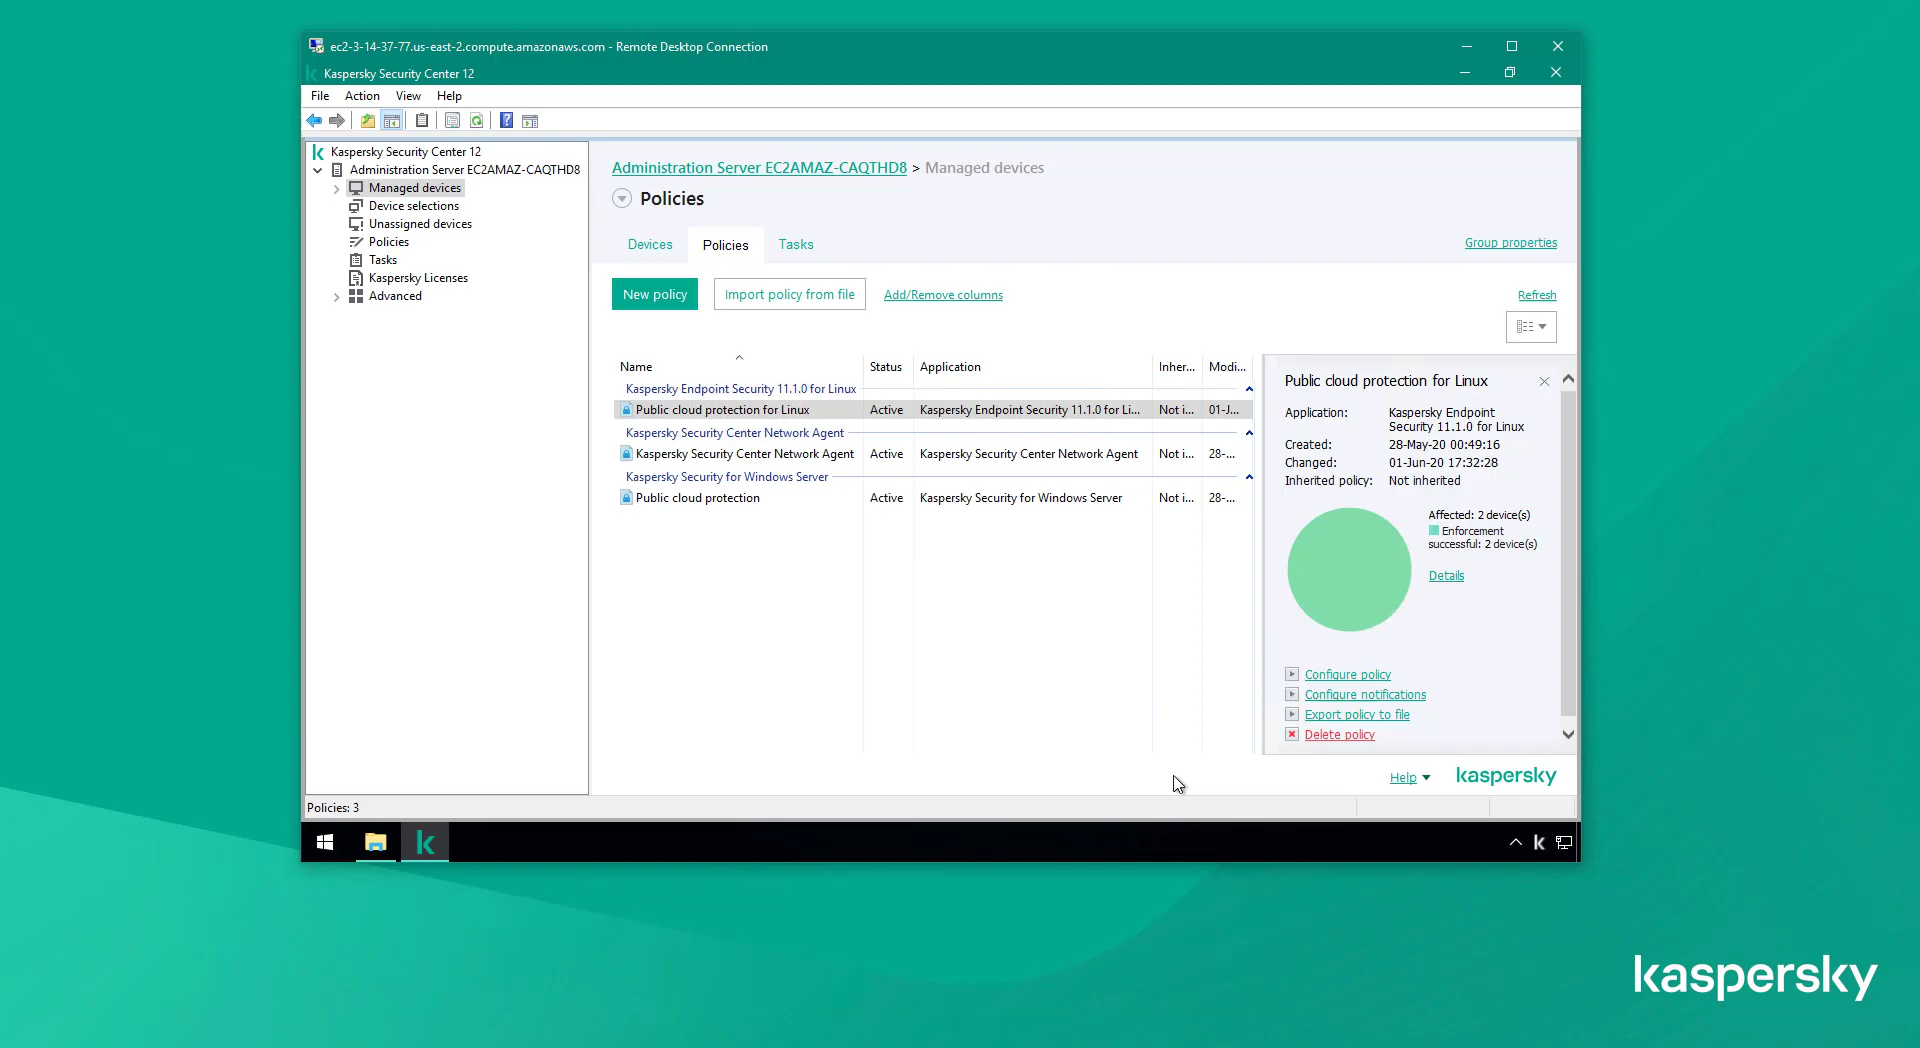 ec2-3-14-37-77.us-east-2.compute.amazonaws.com - Remote Desktop Connection
Kaspersky Security Center 12
File Action View Help
Kaspersky Security Center 12
Administration Server EC2AMAZ-CAQTHD8
Managed devices
Device selections
Unassigned devices
Policies
Tasks
Kaspersky Licenses
Advanced
Administration Server EC2AMAZ-CAQTHD8 > Managed devices
Policies
Devices Policies Tasks
Group properties
New policy Import policy from file Add/Remove columns
Refresh
Name Status Application Inher... Modi...
Kaspersky Endpoint Security 11.1.0 for Linux
Public cloud protection for Linux Active Kaspersky Endpoint Security 11.1.0 for Li... Not i... 01-J...
Kaspersky Security Center Network Agent
Kaspersky Security Center Network Agent Active Kaspersky Security Center Network Agent Not i... 28-...
Kaspersky Security for Windows Server
Public cloud protection Active Kaspersky Security for Windows Server Not i... 28-...
Public cloud protection for Linux
Application: Kaspersky Endpoint
Security 11.1.0 for Linux
Created: 28-May-20 00:49:16
Changed: 01-Jun-20 17:32:28
Inherited policy: Not inherited
Affected: 2 device(s)
Enforcement
successful: 2 device(s)
Details
Configure policy
Configure notifications
Export policy to file
Delete policy
Help
kaspersky
Policies: 3
kaspersky